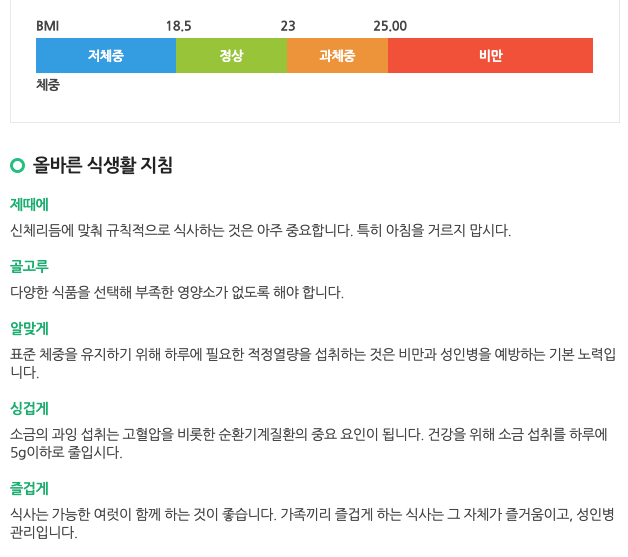 BMI 18.5 23 25.00
저체중 정상 과체중 비만
체중
올바른 식생활 지침
제때에
신체리듬에 맞춰 규칙적으로 식사하는 것은 아주 중요합니다. 특히 아침을 거르지 맙시다.
골고루
다양한 식품을 선택해 부족한 영양소가 없도록 해야 합니다.
알맞게
표준 체중을 유지하기 위해 하루에 필요한 적정열량을 섭취하는 것은 비만과 성인병을 예방하는 기본 노력입
니다.
싱겁게
소금의 과잉 섭취는 고혈압을 비롯한 순환기계질환의 중요 요인이 됩니다. 건강을 위해 소금 섭취를 하루에
5g이하로 줄입시다.
즐겁게
식사는 가능한 여럿이 함께 하는 것이 좋습니다. 가족끼리 즐겁게 하는 식사는 그 자체가 즐거움이고, 성인병
관리입니다.